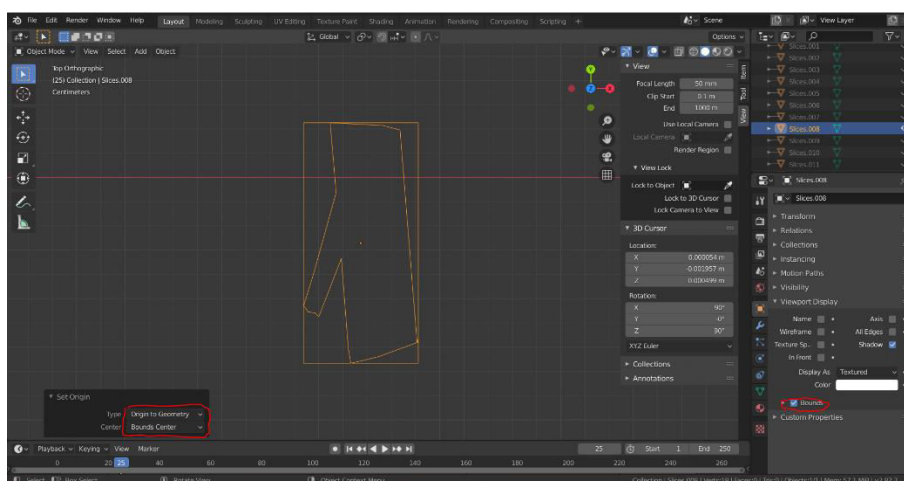 File Edit Render Window Help Layout Modeling Sculpting UV Editing Texture Paint Shading Animation Rendering Compositing Scripting + Scene View Layer
Global Options
Object Mode View Select Add Object
Top Orthographic
(25) Collection | Slices.008
Centimeters
View
Focal Length 50 mm
Clip Start 0.1 m
End 1000 m
Use Local Camera
Local Camera
Render Region
View Lock
Lock to Object
Lock to 3D Cursor
Lock Camera to View
3D Cursor
Location:
X 0.000054 m
Y -0.001957 m
Z 0.000499 m
Rotation:
X 90°
Y -0°
Z 90°
XYZ Euler
Collections
Annotations
Item
Tool
View
Slices.001
Slices.002
Slices.003
Slices.004
Slices.005
Slices.006
Slices.007
Slices.008
Slices.009
Slices.010
Slices.011
Slices.008
Slices.008
Transform
Relations
Collections
Instancing
Motion Paths
Visibility
Viewport Display
Name Axis
Wireframe All Edges
Texture Sp.. Shadow
In Front
Display As Textured
Color
Bounds
Custom Properties
Set Origin
Type Origin to Geometry
Center Bounds Center
Playback Keying View Marker 25 Start 1 End 250
0 20 25 40 60 80 100 120 140 160 180 200 220 240 260
Select Box Select Rotate View Object Context Menu